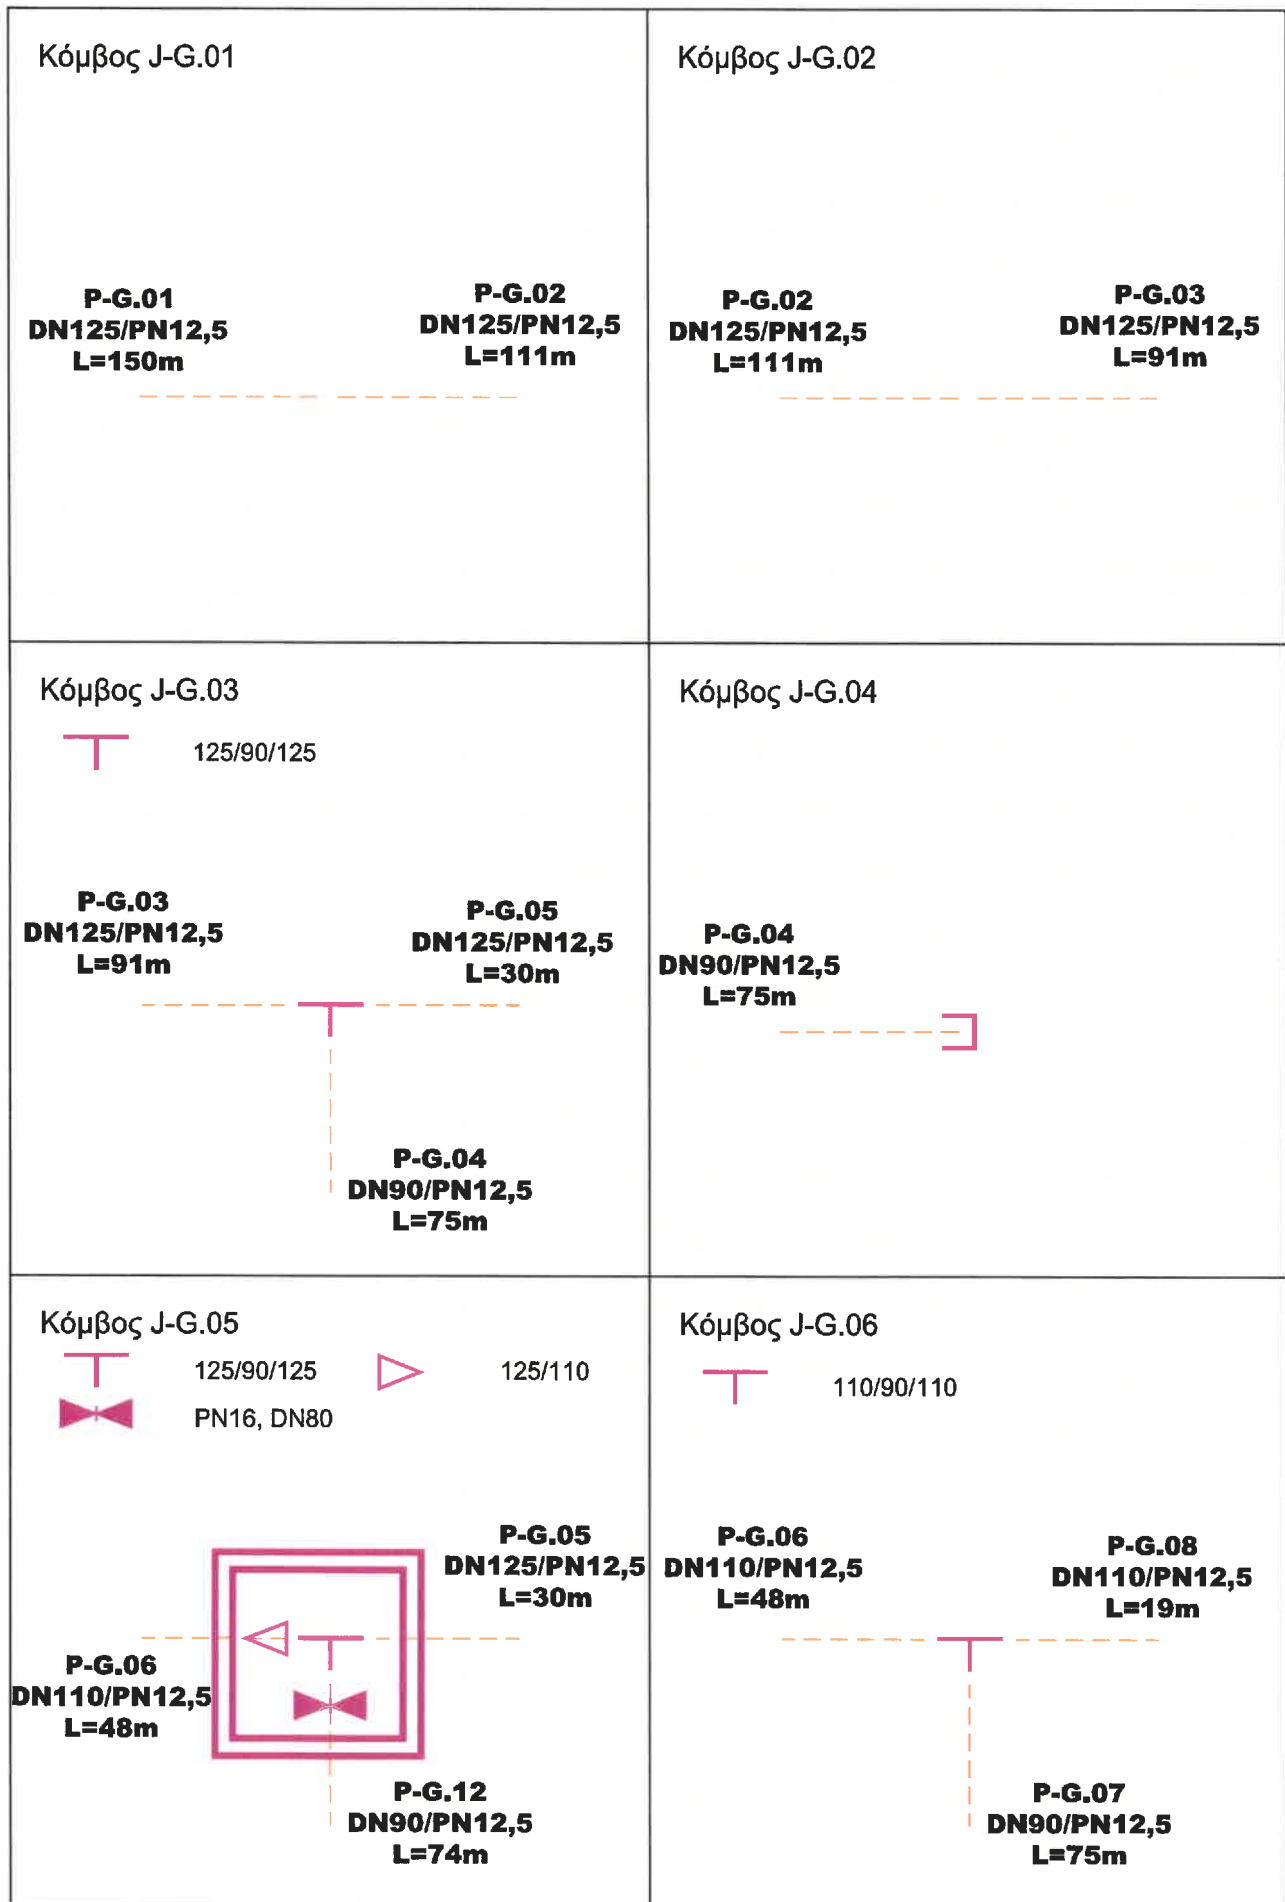 Κόμβος J-G.01
P-G.01
DN125/PN12,5
L=150m
P-G.02
DN125/PN12,5
L=111m
Κόμβος J-G.02
P-G.02
DN125/PN12,5
L=111m
P-G.03
DN125/PN12,5
L=91m
Κόμβος J-G.03
125/90/125
P-G.03
DN125/PN12,5
L=91m
P-G.05
DN125/PN12,5
L=30m
P-G.04
DN90/PN12,5
L=75m
Κόμβος J-G.04
P-G.04
DN90/PN12,5
L=75m
Κόμβος J-G.05
125/90/125
125/110
PN16, DN80
P-G.05
DN125/PN12,5
L=30m
P-G.06
DN110/PN12,5
L=48m
P-G.12
DN90/PN12,5
L=74m
Κόμβος J-G.06
110/90/110
P-G.06
DN110/PN12,5
L=48m
P-G.08
DN110/PN12,5
L=19m
P-G.07
DN90/PN12,5
L=75m